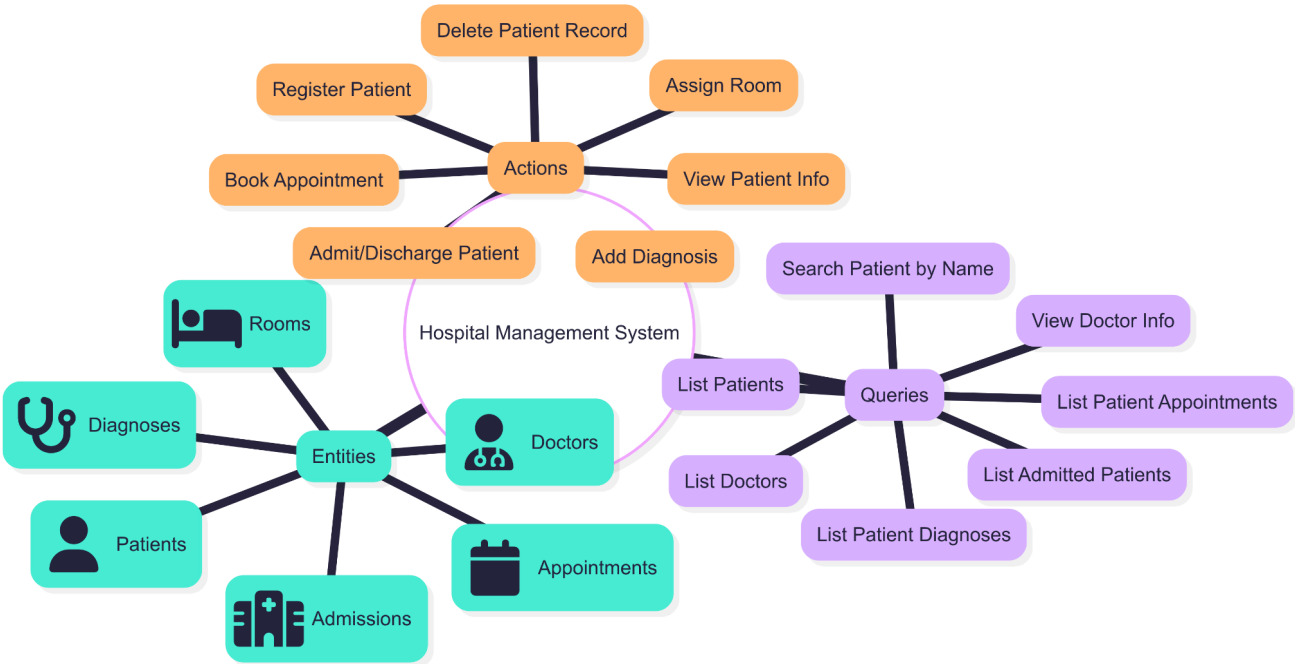 Delete Patient Record
Register Patient
Assign Room
Actions
Book Appointment
View Patient Info
Admit/Discharge Patient
Add Diagnosis
Search Patient by Name
Rooms
Hospital Management System
View Doctor Info
List Patients
Queries
List Patient Appointments
Diagnoses
Doctors
Entities
List Doctors
List Admitted Patients
List Patient Diagnoses
Patients
Appointments
Admissions